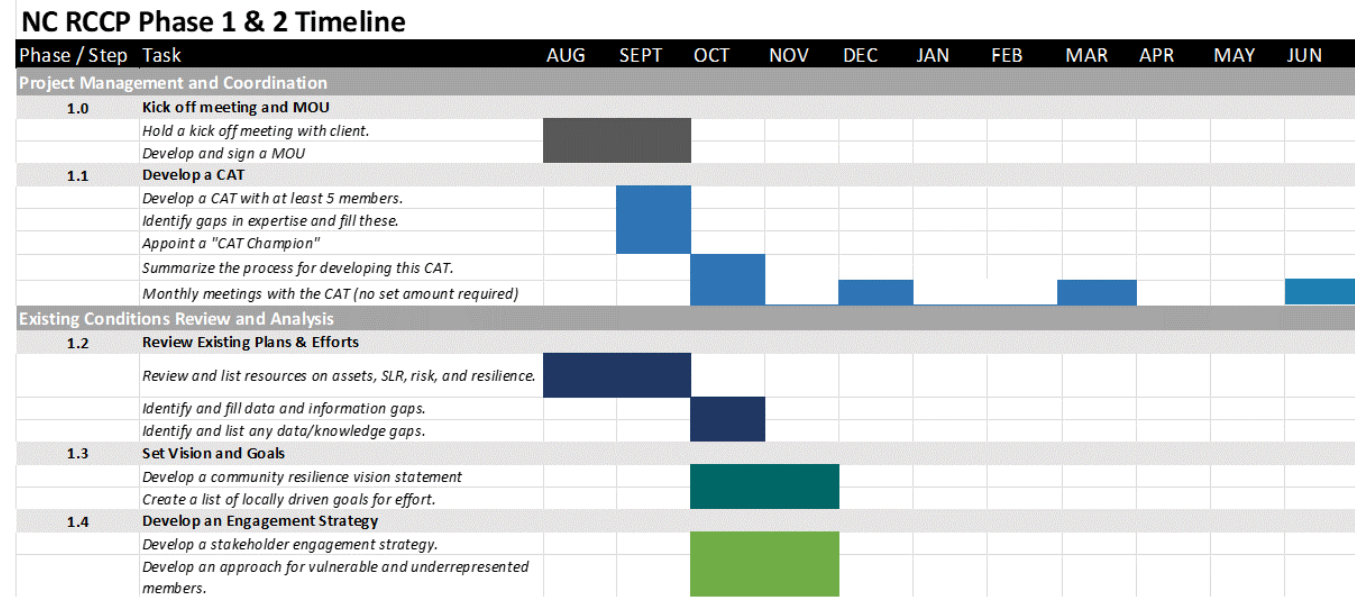 NC RCCP Phase 1 & 2 Timeline
Phase / Step Task AUG SEPT OCT NOV DEC JAN FEB MAR APR MAY JUN
Project Management and Coordination
1.0 Kick off meeting and MOU
Hold a kick off meeting with client.
Develop and sign a MOU
1.1 Develop a CAT
Develop a CAT with at least 5 members.
Identify gaps in expertise and fill these.
Appoint a "CAT Champion"
Summarize the process for developing this CAT.
Monthly meetings with the CAT (no set amount required)
Existing Conditions Review and Analysis
1.2 Review Existing Plans & Efforts
Review and list resources on assets, SLR, risk, and resilience.
Identify and fill data and information gaps.
Identify and list any data/knowledge gaps.
1.3 Set Vision and Goals
Develop a community resilience vision statement
Create a list of locally driven goals for effort.
1.4 Develop an Engagement Strategy
Develop a stakeholder engagement strategy.
Develop an approach for vulnerable and underrepresented
members.